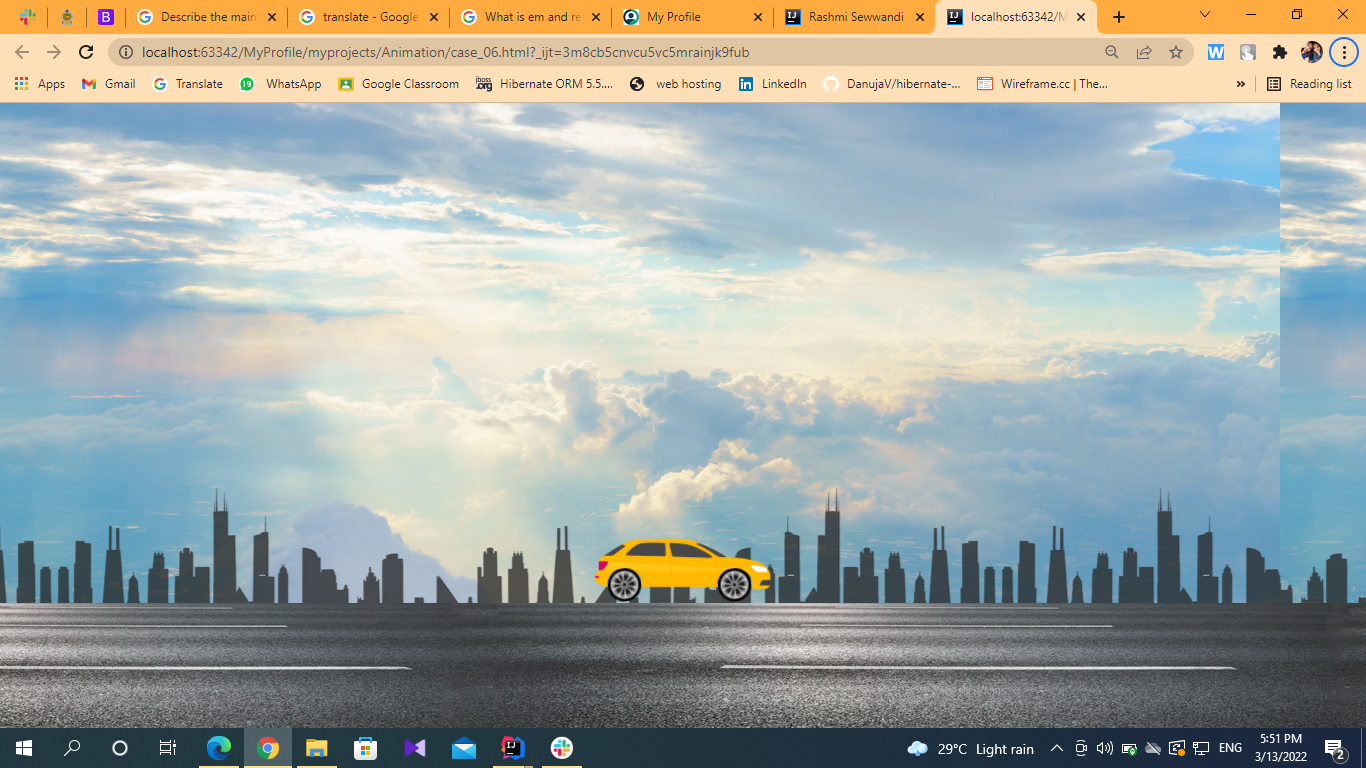 Describe the main
translate - Google
What is em and re
My Profile
Rashmi Sewwandi
localhost:63342/M
localhost:63342/MyProfile/myprojects/Animation/case_06.html?_ijt=3m8cb5cnvcu5vc5mrainjk9fub
Apps
Gmail
Translate
19
WhatsApp
Google Classroom
Hibernate ORM 5.5....
web hosting
LinkedIn
DanujaV/hibernate-...
Wireframe.cc | The...
»
Reading list
29°C Light rain
ENG
5:51 PM
3/13/2022
2